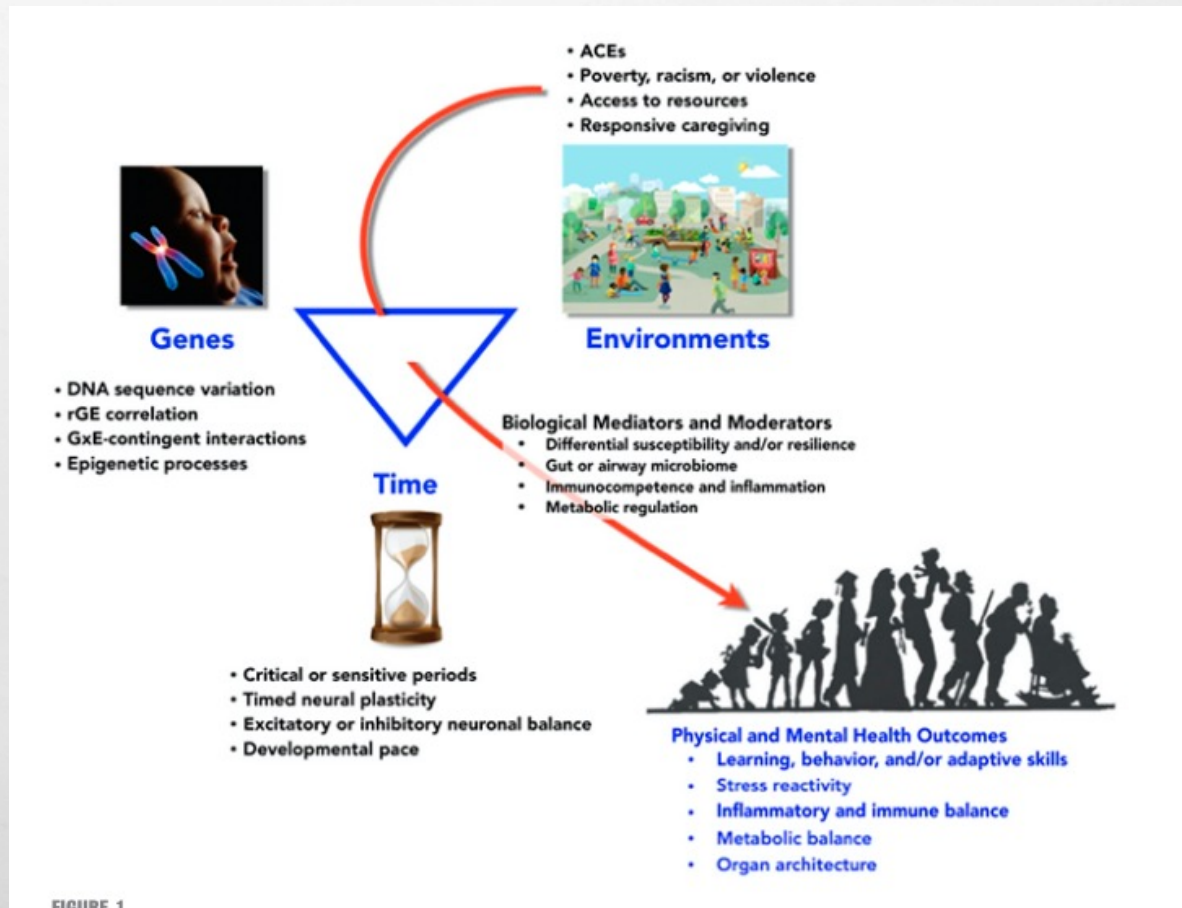 • ACEs
• Poverty, racism, or violence
• Access to resources
• Responsive caregiving
Genes
• DNA sequence variation
• rGE correlation
• GxE-contingent interactions
• Epigenetic processes
Environments
Biological Mediators and Moderators
• Differential susceptibility and/or resilience
• Gut or airway microbiome
• Immunocompetence and inflammation
• Metabolic regulation
Time
• Critical or sensitive periods
• Timed neural plasticity
• Excitatory or inhibitory neuronal balance
• Developmental pace
Physical and Mental Health Outcomes
• Learning, behavior, and/or adaptive skills
• Stress reactivity
• Inflammatory and immune balance
• Metabolic balance
• Organ architecture
FIGURE 1